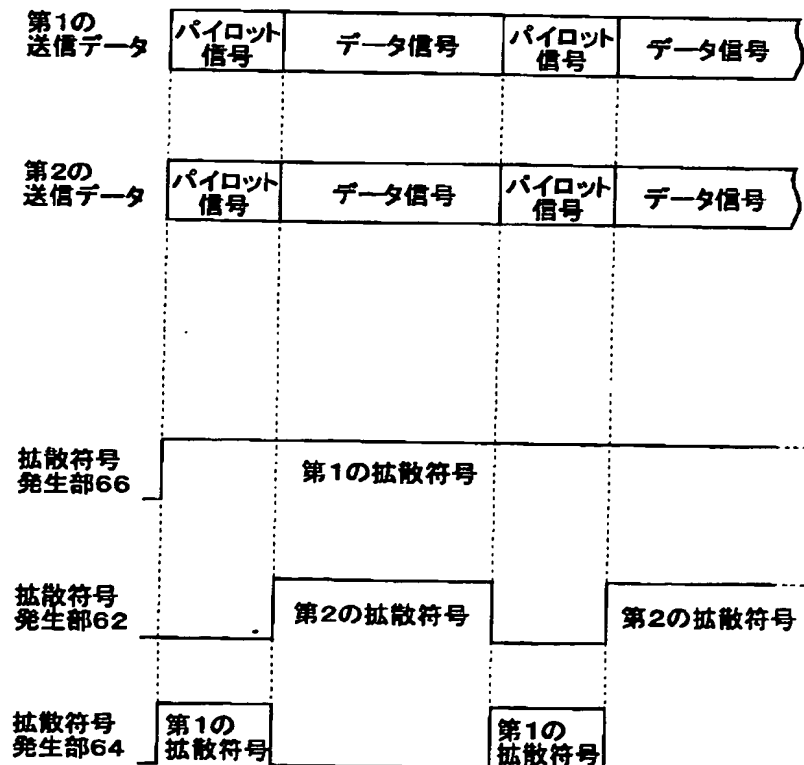 第1の
送信データ
パイロット
信号
データ信号
パイロット
信号
データ信号
第2の
送信データ
パイロット
信号
データ信号
パイロット
信号
データ信号
拡散符号
発生部66
第1の拡散符号
拡散符号
発生部62
第2の拡散符号
第2の拡散符号
拡散符号
発生部64
第1の
拡散符号
第1の
拡散符号